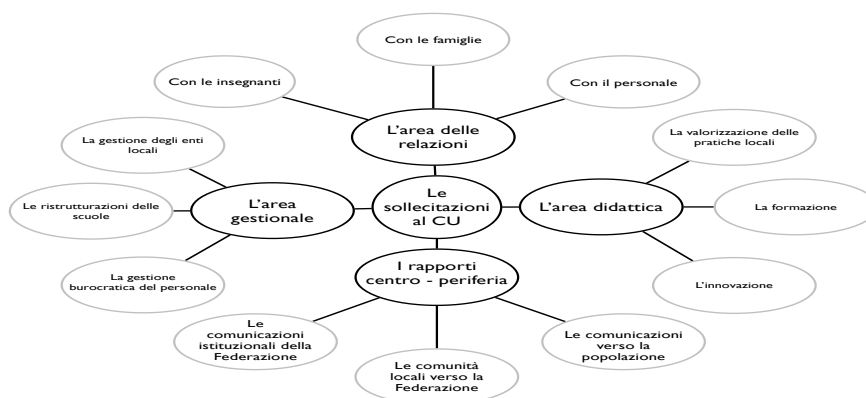 Con le famiglie
Con le insegnanti
Con il personale
L'area delle
relazioni
La gestione degli enti
locali
La valorizzazione delle
pratiche locali
Le ristrutturazioni delle
scuole
L'area
gestionale
Le
sollecitazioni
al CU
L'area didattica
La formazione
La gestione
burocratica del personale
I rapporti
centro - periferia
L'innovazione
Le
comunicazioni
istituzionali della
Federazione
Le comunità
locali verso la
Federazione
Le comunicazioni
verso la
popolazione